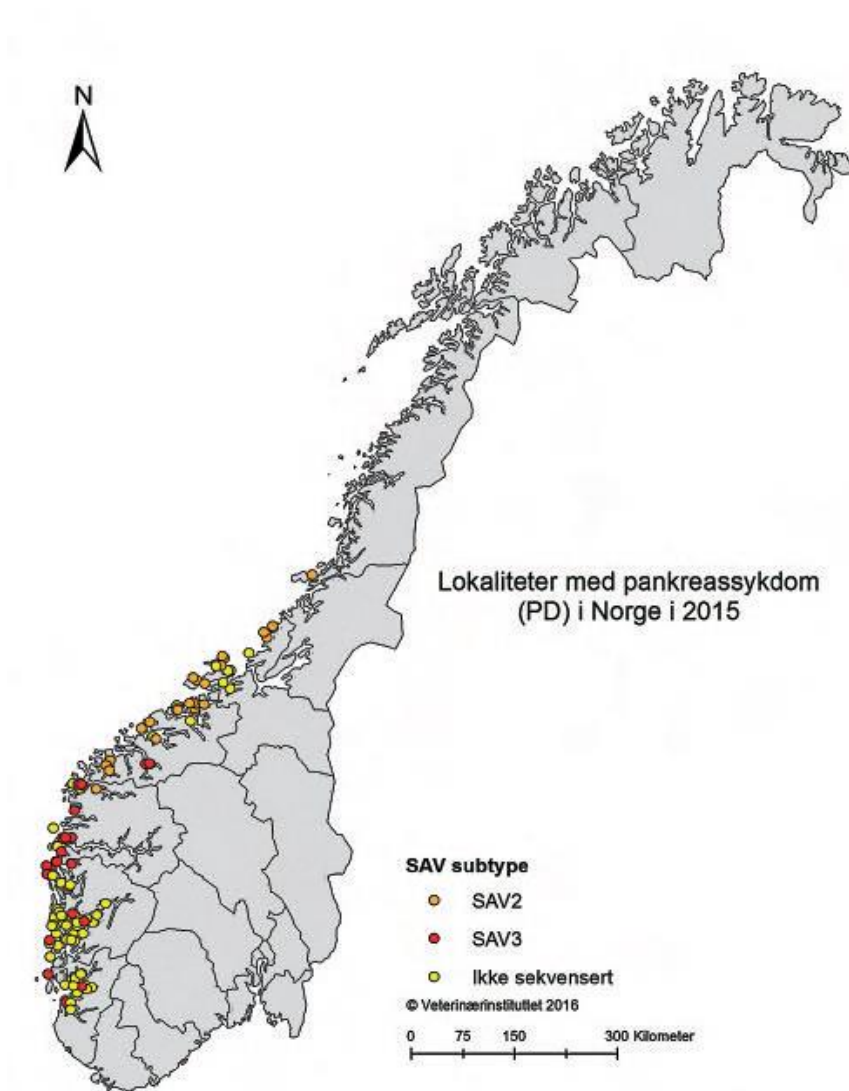 N
Lokaliteter med pankreassykdom
(PD) i Norge i 2015
SAV subtype
SAV2
SAV3
Ikke sekvensert
© Veterinærinstituttet 2016
0 75 150 300 Kilometer